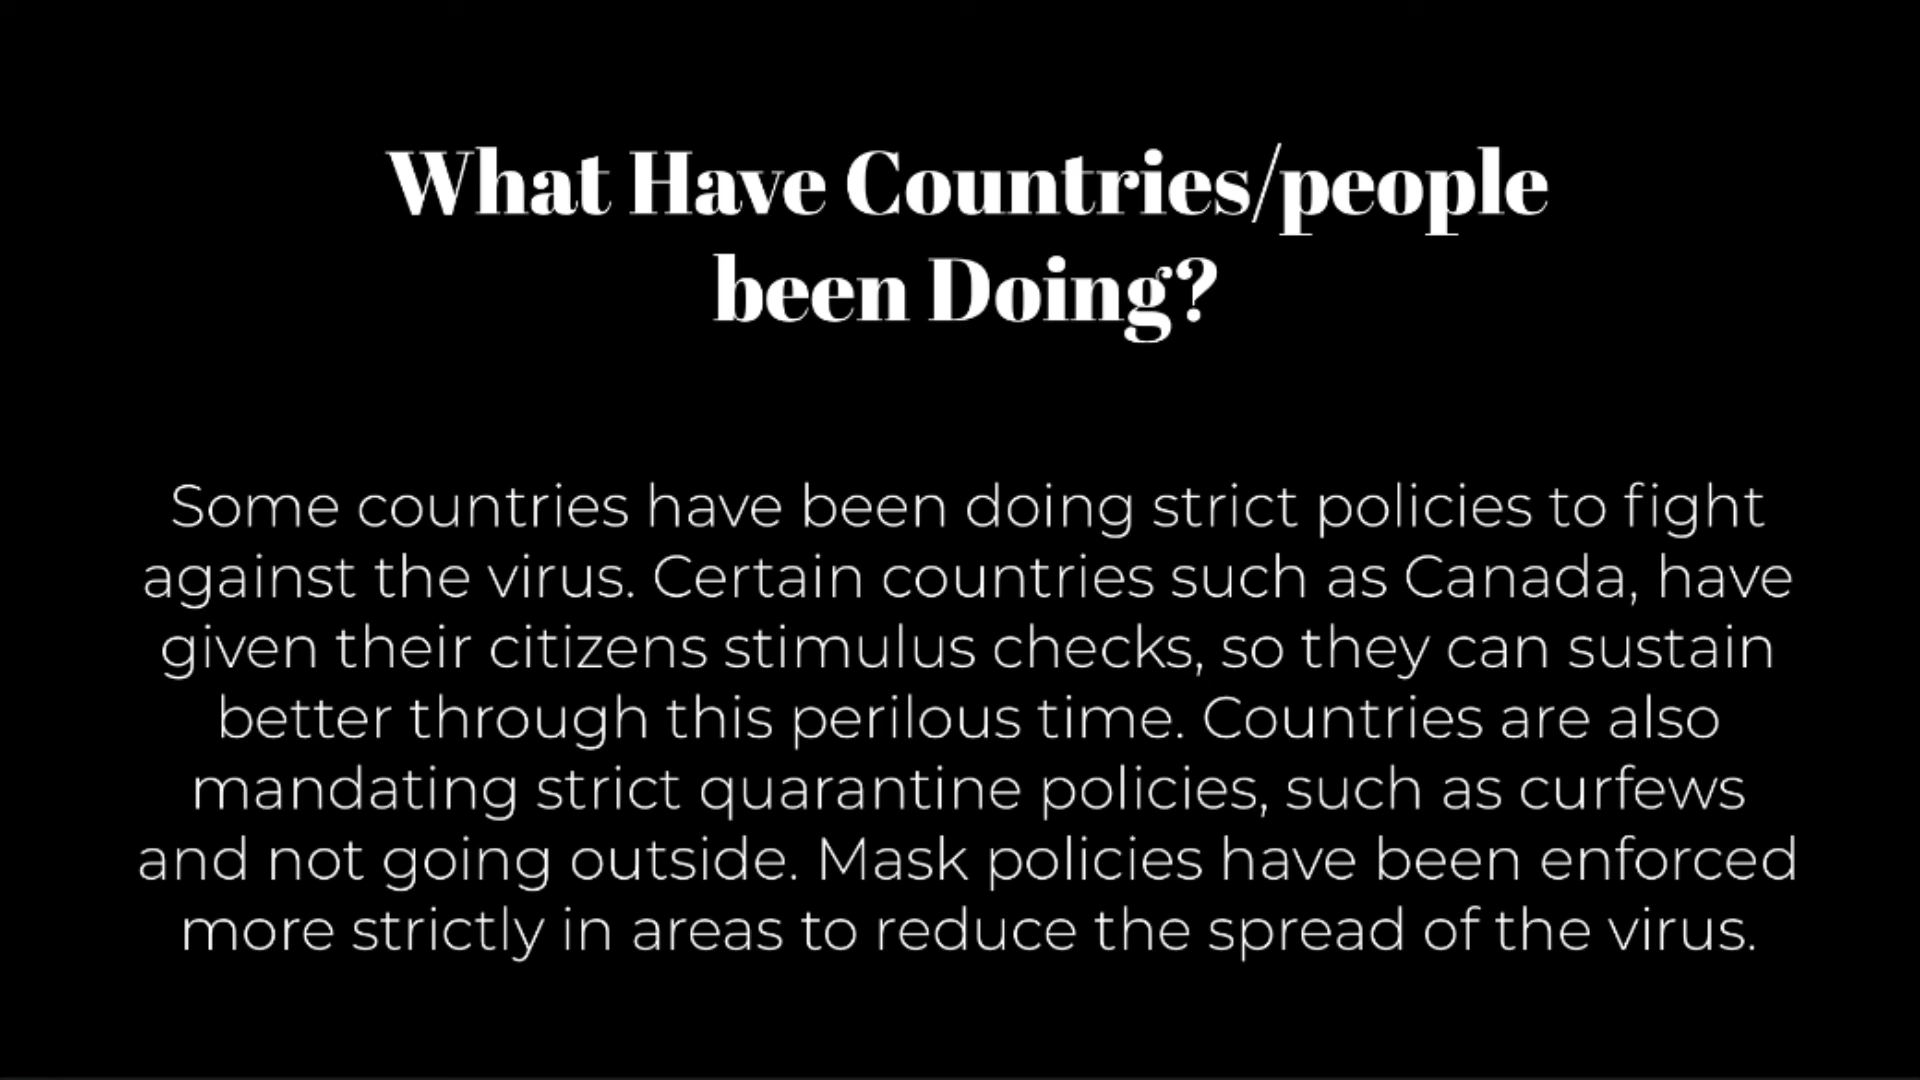 What Have Countries/people
been Doing?
Some countries have been doing strict policies to fight
against the virus. Certain countries such as Canada, have
given their citizens stimulus checks, so they can sustain
better through this perilous time. Countries are also
mandating strict quarantine policies, such as curfews
and not going outside. Mask policies have been enforced
more strictly in areas to reduce the spread of the virus.